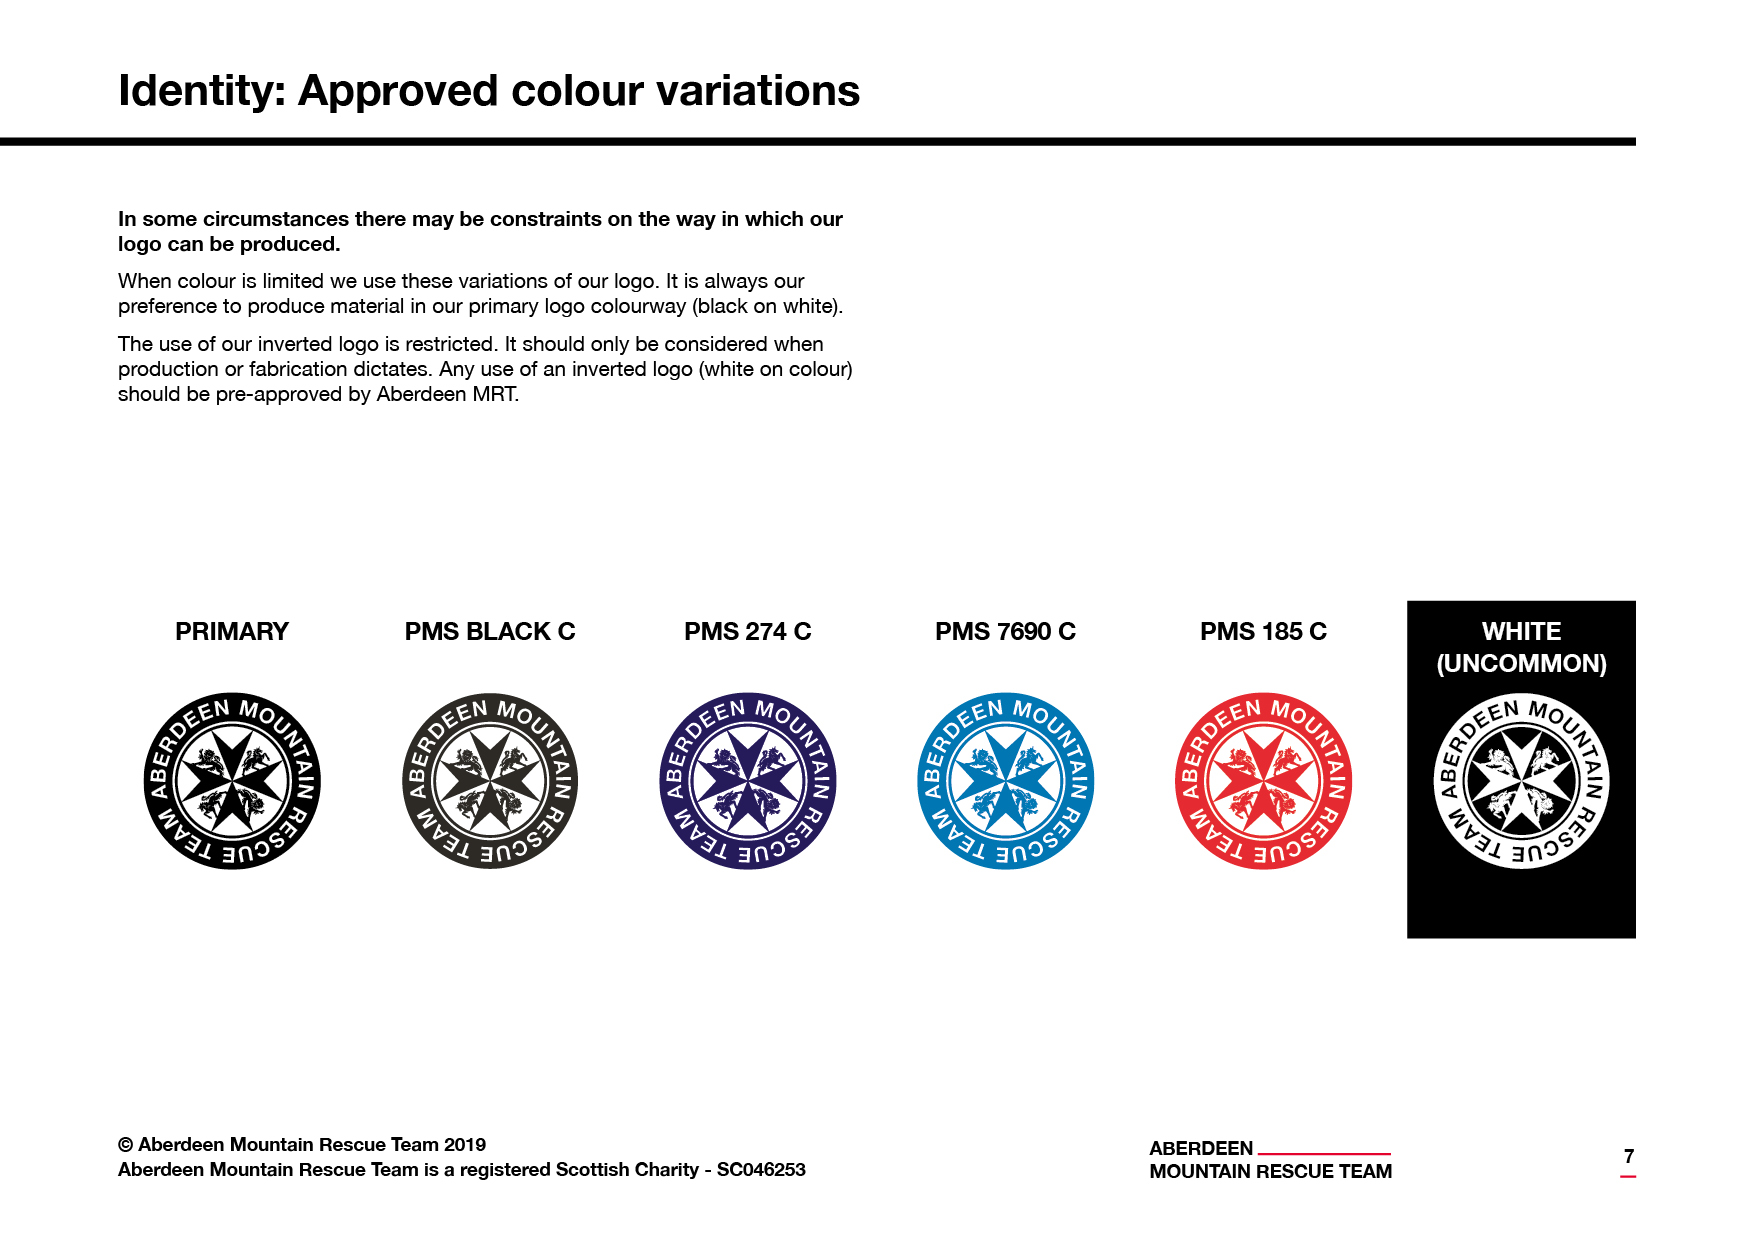 Identity: Approved colour variations
In some circumstances there may be constraints on the way in which our
logo can be produced.
When colour is limited we use these variations of our logo. It is always our
preference to produce material in our primary logo colourway (black on white).
The use of our inverted logo is restricted. It should only be considered when
production or fabrication dictates. Any use of an inverted logo (white on colour)
should be pre-approved by Aberdeen MRT.
PRIMARY
ABERDEEN MOUNTAIN RESCUE TEAM
PMS BLACK C
ABERDEEN MOUNTAIN RESCUE TEAM
PMS 274 C
ABERDEEN MOUNTAIN RESCUE TEAM
PMS 7690 C
ABERDEEN MOUNTAIN RESCUE TEAM
PMS 185 C
ABERDEEN MOUNTAIN RESCUE TEAM
WHITE
(UNCOMMON)
ABERDEEN MOUNTAIN RESCUE TEAM
© Aberdeen Mountain Rescue Team 2019
Aberdeen Mountain Rescue Team is a registered Scottish Charity - SC046253
ABERDEEN
MOUNTAIN RESCUE TEAM
7